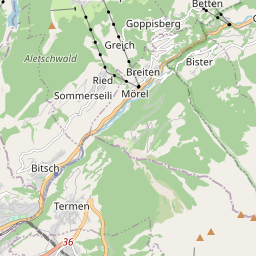 Betten
Goppisberg
Greich
Aletschwald
Bister
Breiten
Ried
Sommerseili
Mörel
Bitsch
Termen
36